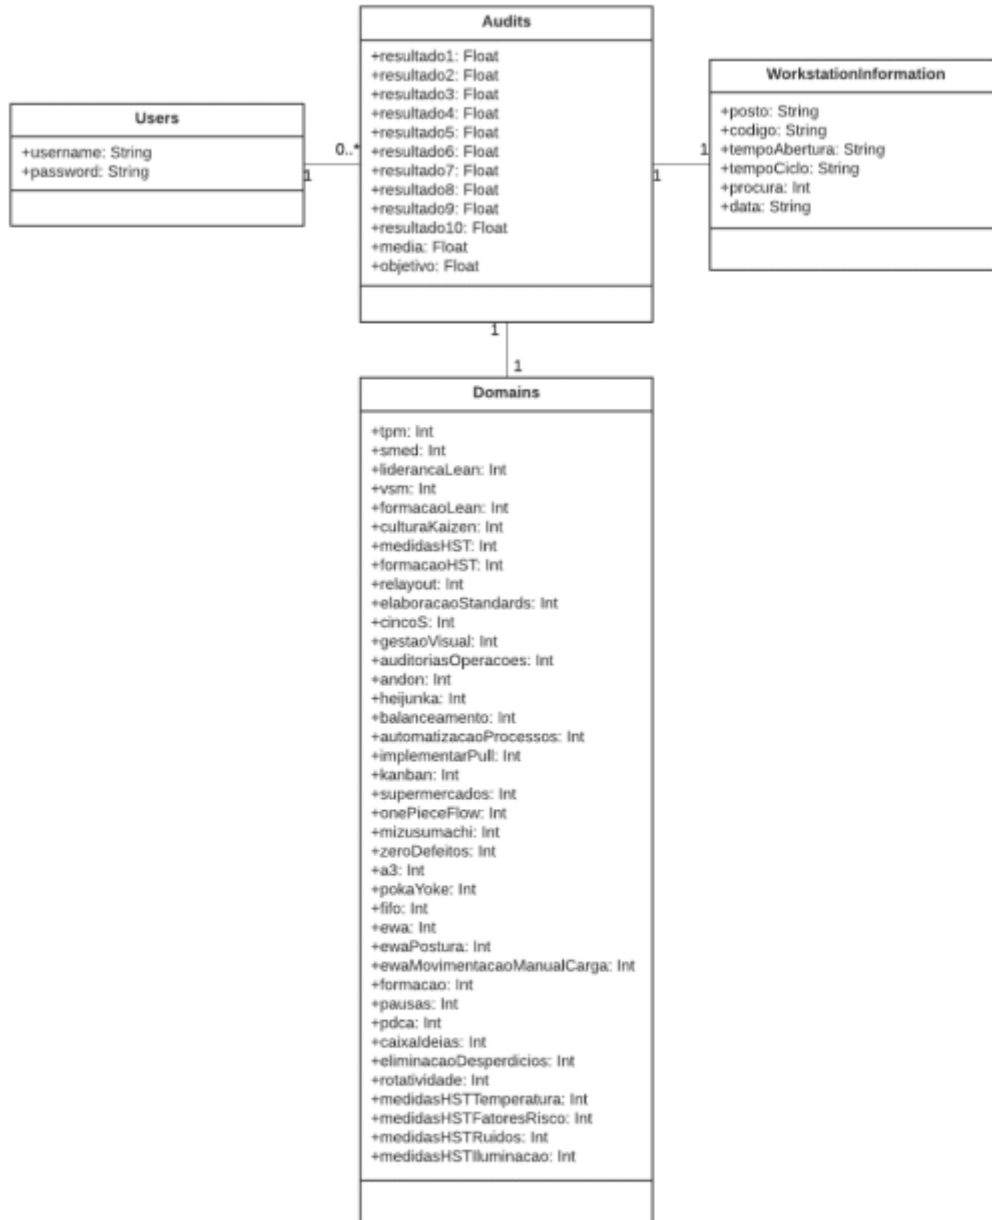 Audits
+resultado1: Float
+resultado2: Float
+resultado3: Float
+resultado4: Float
+resultado5: Float
+resultado6: Float
+resultado7: Float
+resultado8: Float
+resultado9: Float
+resultado10: Float
+media: Float
+objetivo: Float
Users
+username: String
+password: String
1
0..*
WorkstationInformation
+posto: String
+codigo: String
+tempoAbertura: String
+tempoCiclo: String
+procura: Int
+data: String
1
1
1
1
Domains
+tpm: Int
+smed: Int
+liderancaLean: Int
+vsm: Int
+formacaoLean: Int
+culturaKaizen: Int
+medidasHST: Int
+formacaoHST: Int
+relayout: Int
+elaboracaoStandards: Int
+cincoS: Int
+gestaoVisual: Int
+auditoriasOperacoes: Int
+andon: Int
+heijunka: Int
+balanceamento: Int
+automatizacaoProcessos: Int
+implementarPull: Int
+kanban: Int
+supermercados: Int
+onePieceFlow: Int
+mizusumachi: Int
+zeroDefeitos: Int
+a3: Int
+pokaYoke: Int
+fifo: Int
+ewa: Int
+ewaPostura: Int
+ewaMovimentacaoManualCarga: Int
+formacao: Int
+pausas: Int
+pdca: Int
+caixaIdeias: Int
+eliminacaoDesperdicios: Int
+rotatividade: Int
+medidasHSTTemperatura: Int
+medidasHSTFatoresRisco: Int
+medidasHSTRuidos: Int
+medidasHSTIluminacao: Int